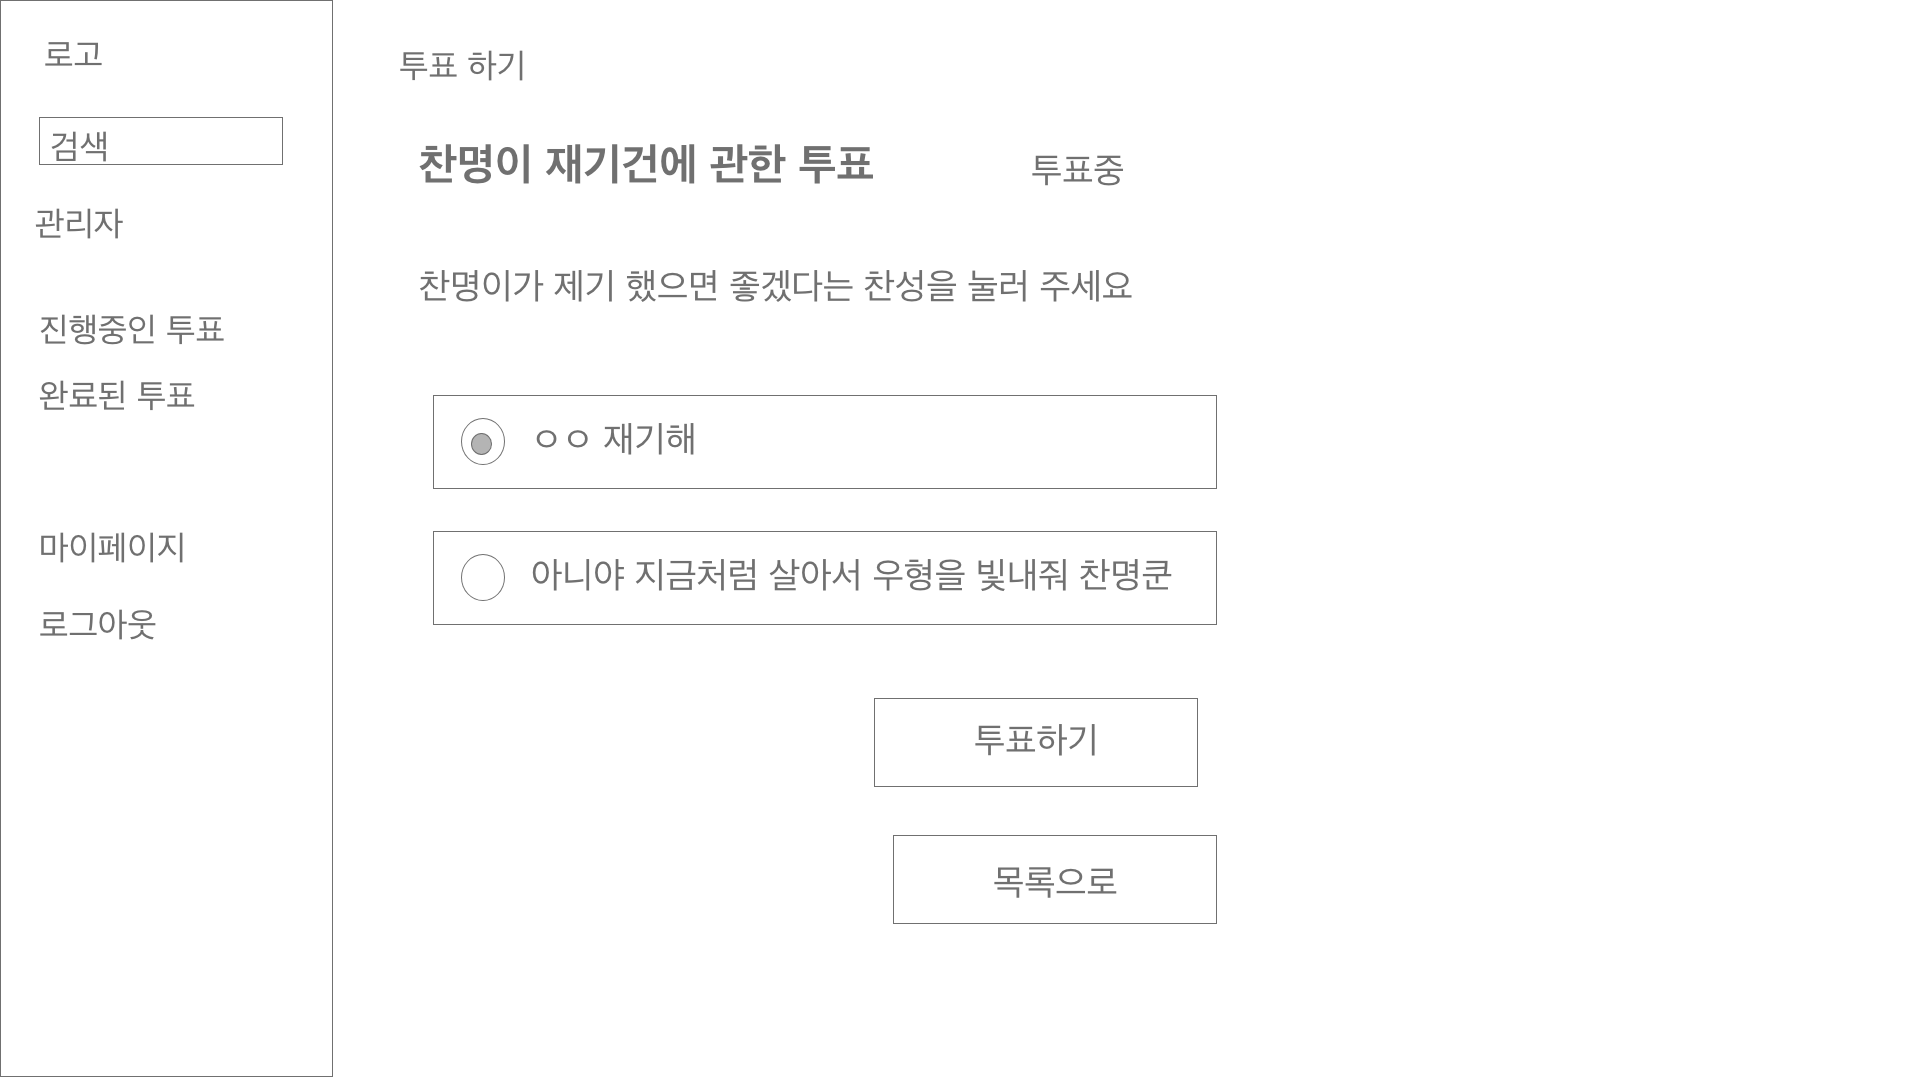 로고
검색
관리자
진행중인 투표
완료된 투표
마이페이지
로그아웃
투표 하기
찬명이 재기건에 관한 투표
투표중
찬명이가 제기 했으면 좋겠다는 찬성을 눌러 주세요
ㅇㅇ 재기해
아니야 지금처럼 살아서 우형을 빛내줘 찬명쿤
투표하기
목록으로